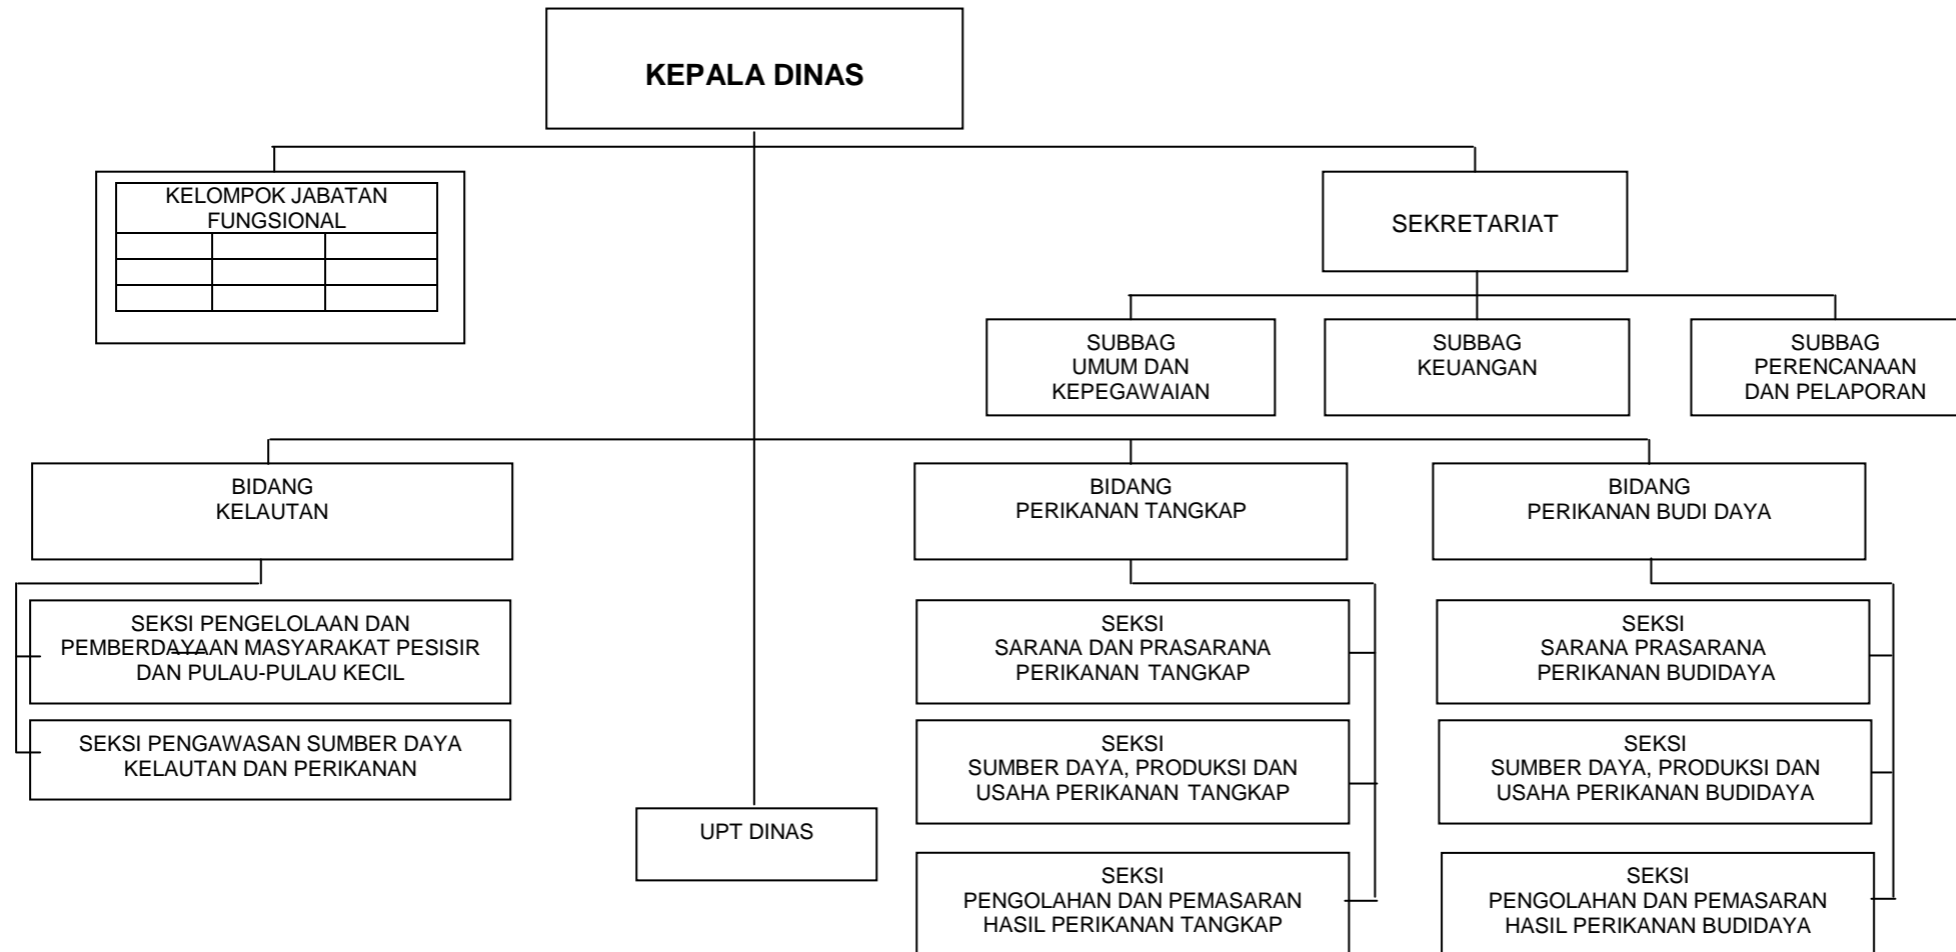 KEPALA DINAS
KELOMPOK JABATAN
FUNGSIONAL
SEKRETARIAT
SUBBAG
UMUM DAN
KEPEGAWAIAN
SUBBAG
KEUANGAN
SUBBAG
PERENCANAAN
DAN PELAPORAN
BIDANG
KELAUTAN
BIDANG
PERIKANAN TANGKAP
BIDANG
PERIKANAN BUDI DAYA
SEKSI PENGELOLAAN DAN
PEMBERDAYAAN MASYARAKAT PESISIR
DAN PULAU-PULAU KECIL
SEKSI
SARANA DAN PRASARANA
PERIKANAN TANGKAP
SEKSI
SARANA PRASARANA
PERIKANAN BUDIDAYA
SEKSI PENGAWASAN SUMBER DAYA
KELAUTAN DAN PERIKANAN
SEKSI
SUMBER DAYA, PRODUKSI DAN
USAHA PERIKANAN TANGKAP
SEKSI
SUMBER DAYA, PRODUKSI DAN
USAHA PERIKANAN BUDIDAYA
UPT DINAS
SEKSI
PENGOLAHAN DAN PEMASARAN
HASIL PERIKANAN TANGKAP
SEKSI
PENGOLAHAN DAN PEMASARAN
HASIL PERIKANAN BUDIDAYA